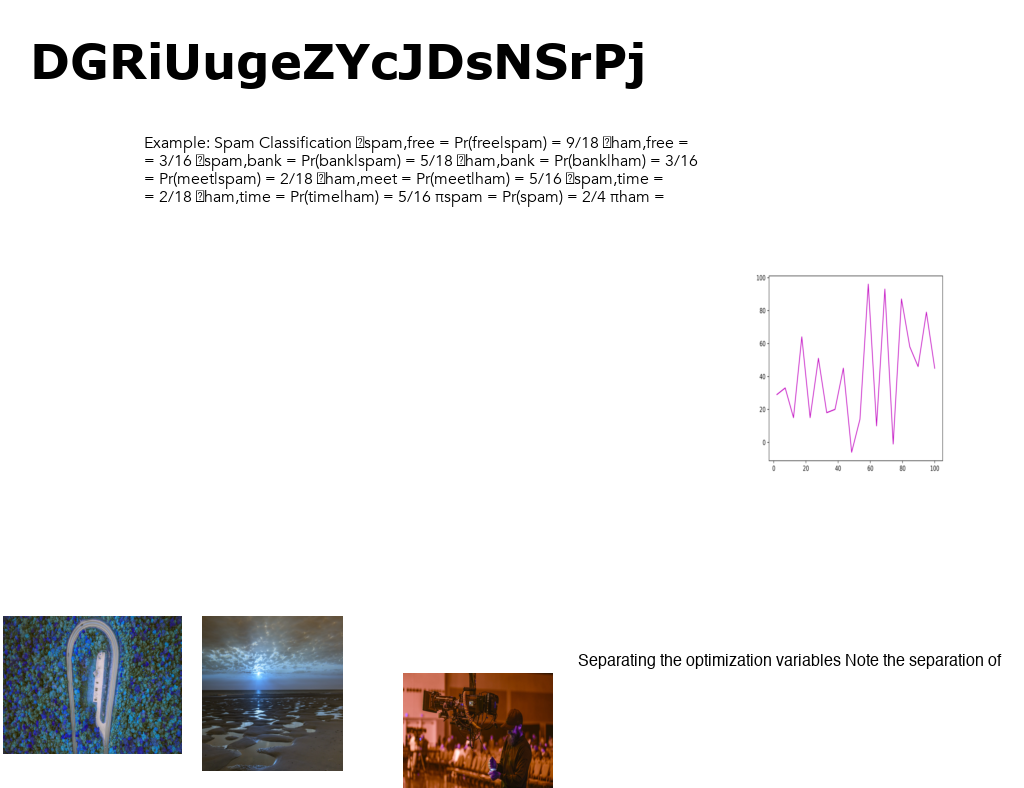 DGRiUugeZYcJDsNSrPj
Example: Spam Classification �spam,free = Pr(free|spam) = 9/18 �ham,free =
= 3/16 �spam,bank = Pr(bank|spam) = 5/18 �ham,bank = Pr(bank|ham) = 3/16
= Pr(meet|spam) = 2/18 �ham,meet = Pr(meet|ham) = 5/16 �spam,time =
= 2/18 �ham,time = Pr(time|ham) = 5/16 πspam = Pr(spam) = 2/4 πham =
100
80
60
40
20
0
0 20 40 60 80 100
Separating the optimization variables Note the separation of